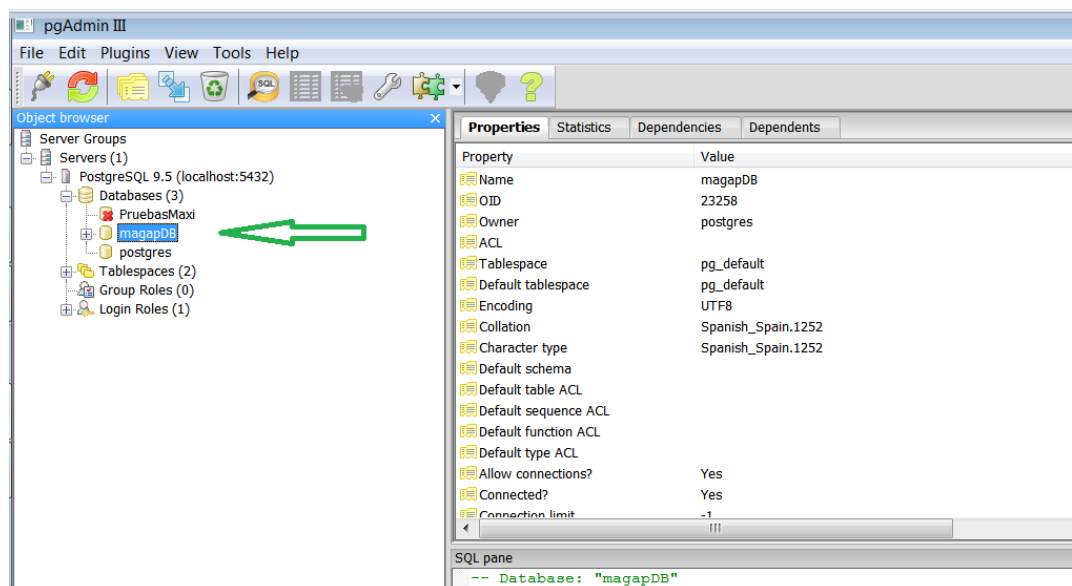 pgAdmin III
File Edit Plugins View Tools Help
SQL
Object browser
Server Groups
Servers (1)
PostgreSQL 9.5 (localhost:5432)
Databases (3)
PruebasMaxi
magapDB
postgres
Tablespaces (2)
Group Roles (0)
Login Roles (1)
Properties Statistics Dependencies Dependents
Property Value
Name magapDB
OID 23258
Owner postgres
ACL
Tablespace pg_default
Default tablespace pg_default
Encoding UTF8
Collation Spanish_Spain.1252
Character type Spanish_Spain.1252
Default schema
Default table ACL
Default sequence ACL
Default function ACL
Default type ACL
Allow connections? Yes
Connected? Yes
Connection limit -1
SQL pane
-- Database: "magapDB"